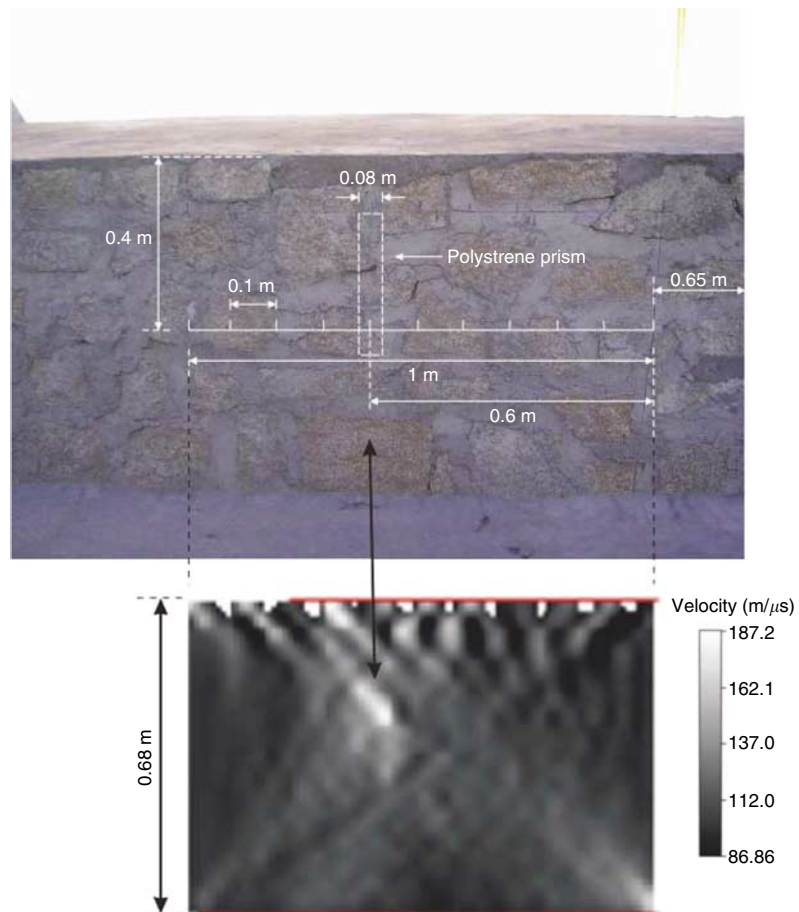 0.08 m
0.4 m
Polystrene prism
0.1 m
0.65 m
1 m
0.6 m
Velocity (m/µs)
187.2
162.1
137.0
112.0
86.86
0.68 m